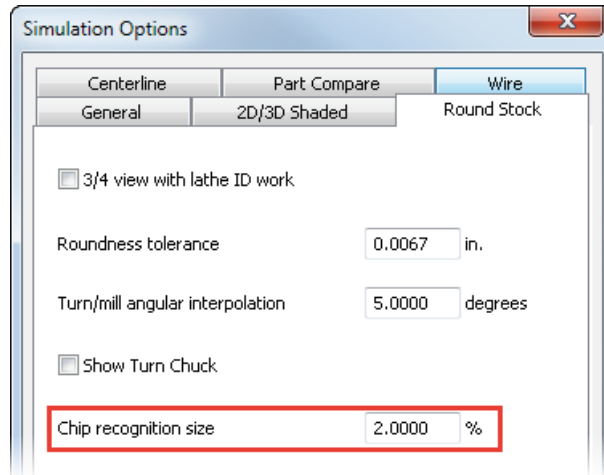 Simulation Options
Centerline Part Compare Wire
General 2D/3D Shaded Round Stock
3/4 view with lathe ID work
Roundness tolerance 0.0067 in.
Turn/mill angular interpolation 5.0000 degrees
Show Turn Chuck
Chip recognition size 2.0000 %